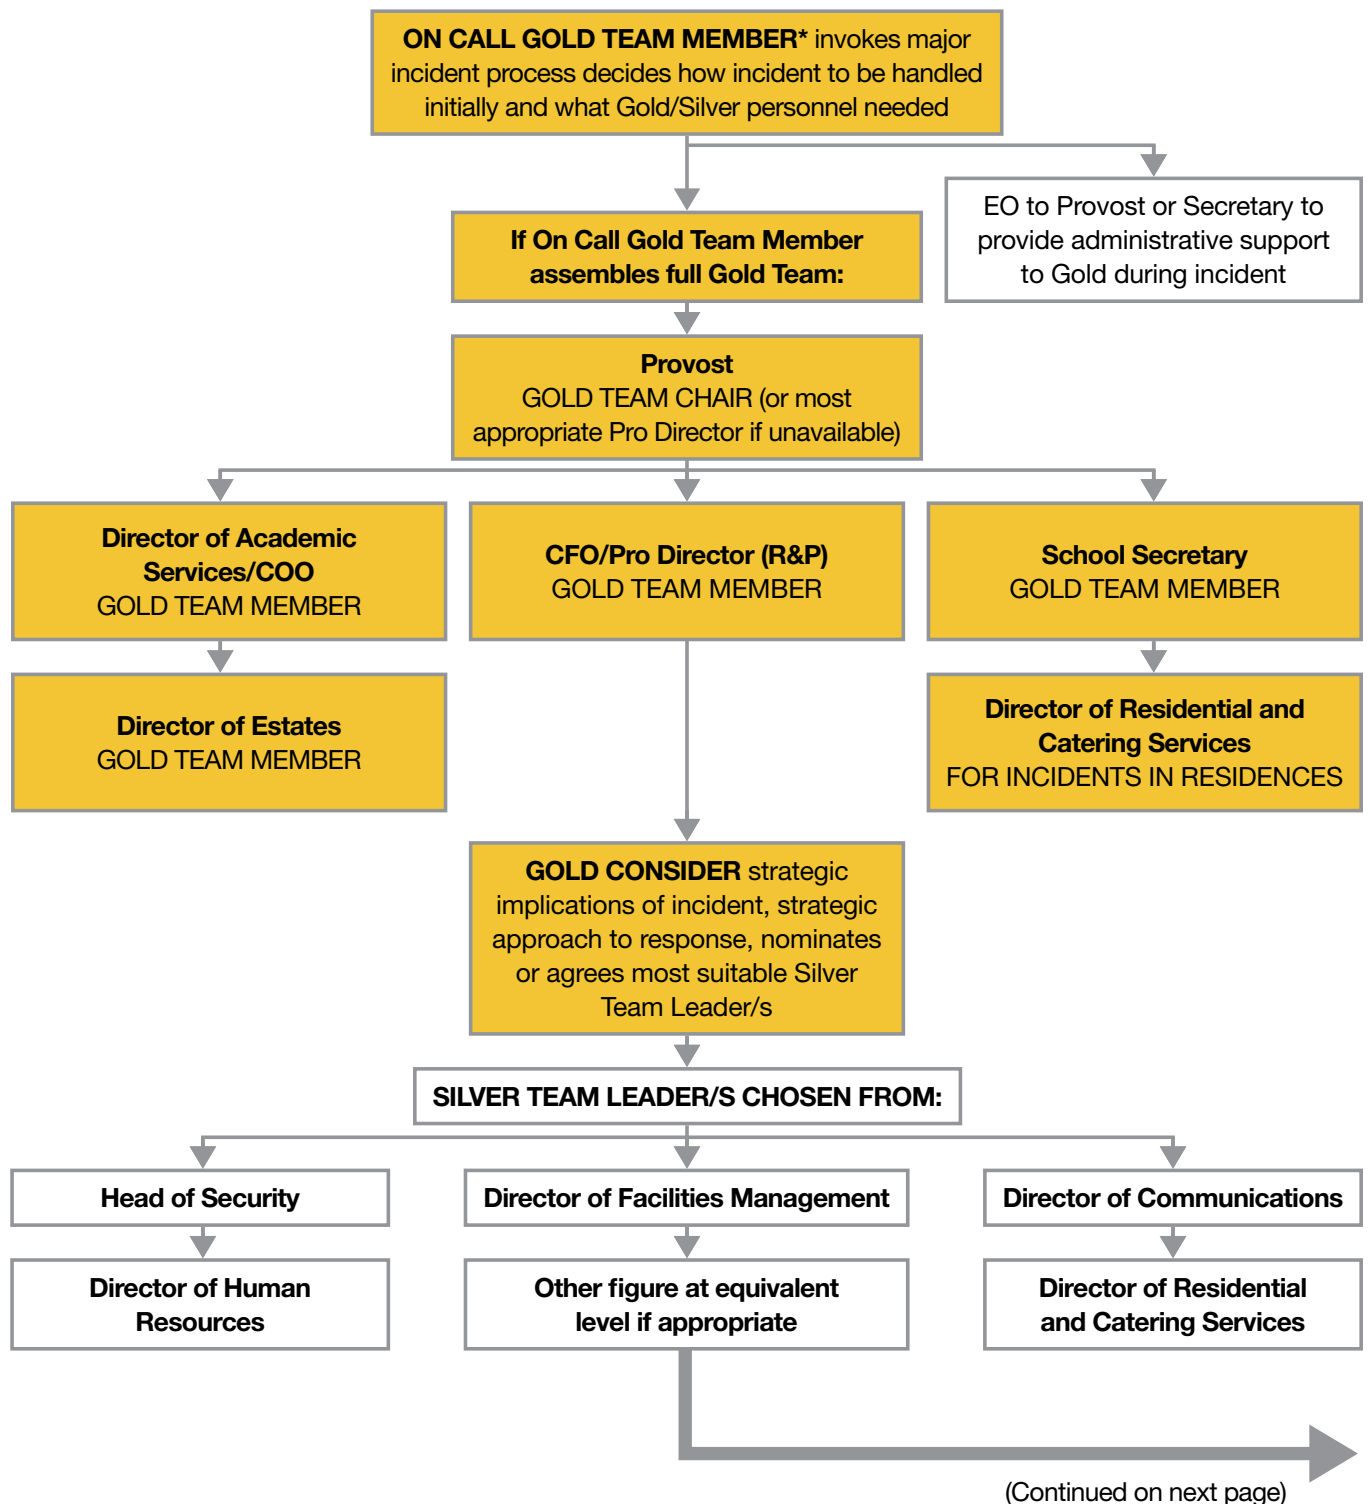 ON CALL GOLD TEAM MEMBER* invokes major
incident process decides how incident to be handled
initially and what Gold/Silver personnel needed
EO to Provost or Secretary to
provide administrative support
to Gold during incident
If On Call Gold Team Member
assembles full Gold Team:
Provost
GOLD TEAM CHAIR (or most
appropriate Pro Director if unavailable)
Director of Academic
Services/COO
GOLD TEAM MEMBER
CFO/Pro Director (R&P)
GOLD TEAM MEMBER
School Secretary
GOLD TEAM MEMBER
Director of Estates
GOLD TEAM MEMBER
Director of Residential and
Catering Services
FOR INCIDENTS IN RESIDENCES
GOLD CONSIDER strategic
implications of incident, strategic
approach to response, nominates
or agrees most suitable Silver
Team Leader/s
SILVER TEAM LEADER/S CHOSEN FROM:
Head of Security
Director of Facilities Management
Director of Communications
Director of Human
Resources
Other figure at equivalent
level if appropriate
Director of Residential
and Catering Services
(Continued on next page)